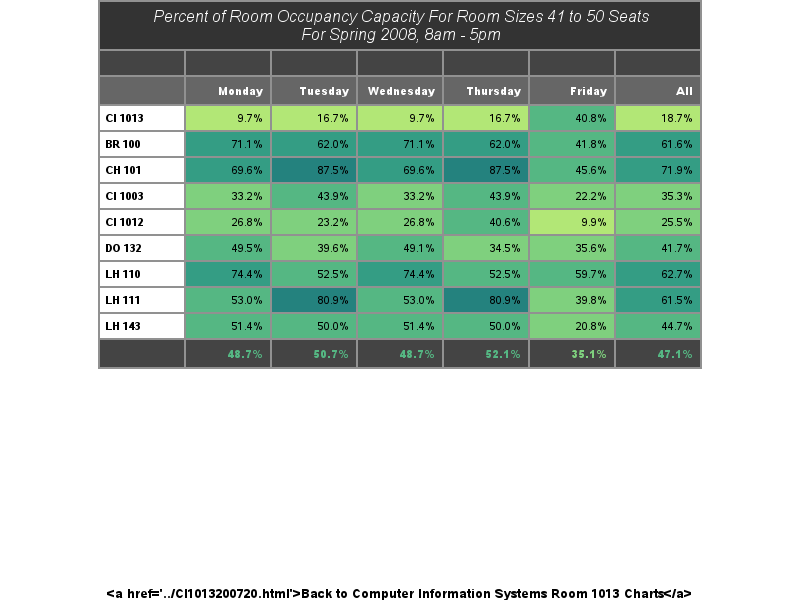 Percent of Room Occupancy Capacity For Room Sizes 41 to 50 Seats
For Spring 2008, 8am - 5pm
Monday Tuesday Wednesday Thursday Friday All
CI 1013 9.7% 16.7% 9.7% 16.7% 40.8% 18.7%
BR 100 71.1% 62.0% 71.1% 62.0% 41.8% 61.6%
CH 101 69.6% 87.5% 69.6% 87.5% 45.6% 71.9%
CI 1003 33.2% 43.9% 33.2% 43.9% 22.2% 35.3%
CI 1012 26.8% 23.2% 26.8% 40.6% 9.9% 25.5%
DO 132 49.5% 39.6% 49.1% 34.5% 35.6% 41.7%
LH 110 74.4% 52.5% 74.4% 52.5% 59.7% 62.7%
LH 111 53.0% 80.9% 53.0% 80.9% 39.8% 61.5%
LH 143 51.4% 50.0% 51.4% 50.0% 20.8% 44.7%
48.7% 50.7% 48.7% 52.1% 35.1% 47.1%
<a href='../CI1013200720.html'>Back to Computer Information Systems Room 1013 Charts</a>